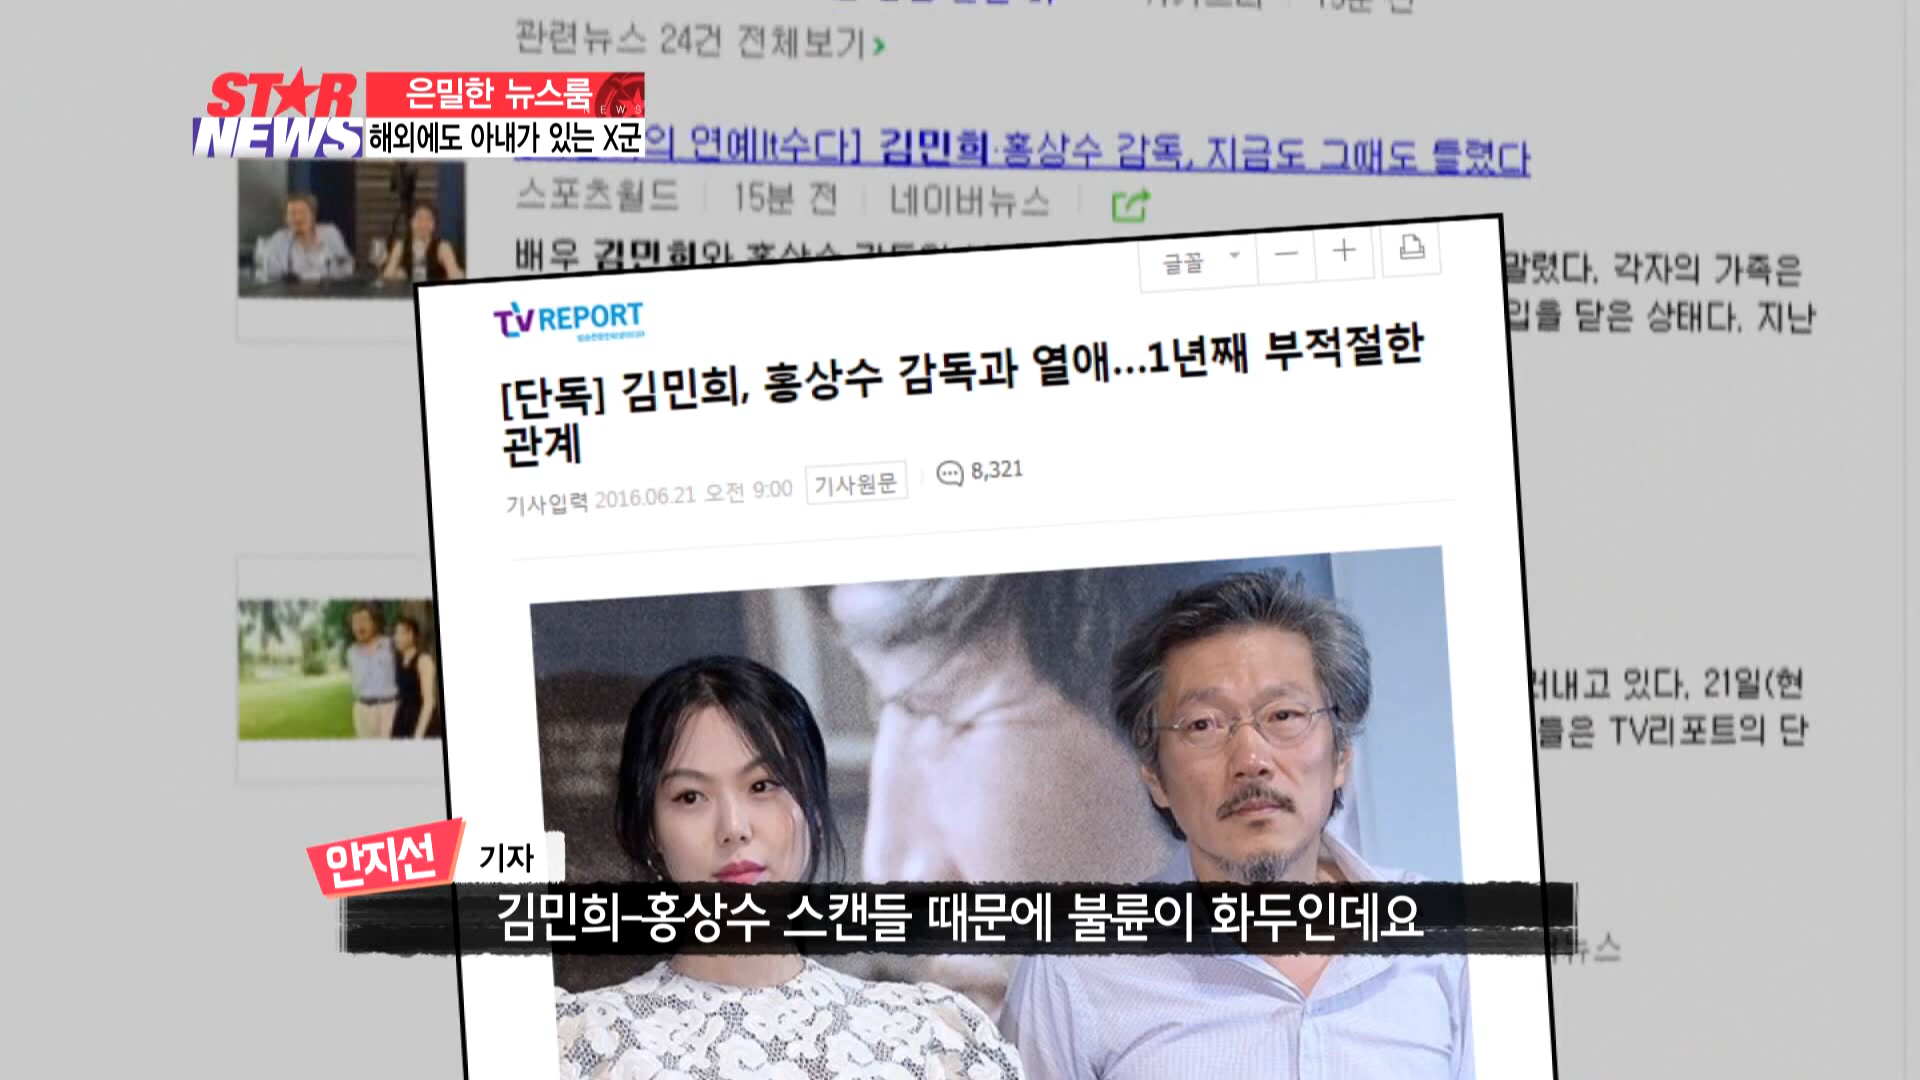 관련뉴스 24건 전체보기
STAR NEWS
은밀한 뉴스룸
NEWS
해외에도 아내가 있는 X군
의 연예It수다] 김민희·홍상수 감독, 지금도 그때도 틀렸다
스포츠월드 15분 전 네이버뉴스
배우 김민희와 홍상수
말렸다. 각자의 가족은
입을 닫은 상태다. 지난
글꼴
TV REPORT
[단독] 김민희, 홍상수 감독과 열애...1년째 부적절한
관계
기사입력 2016.06.21 오전 9:00 기사원문 8,321
내고 있다. 21일(현
들은 TV리포트의 단
안지선 기자
김민희-홍상수 스캔들 때문에 불륜이 화두인데요
뉴스